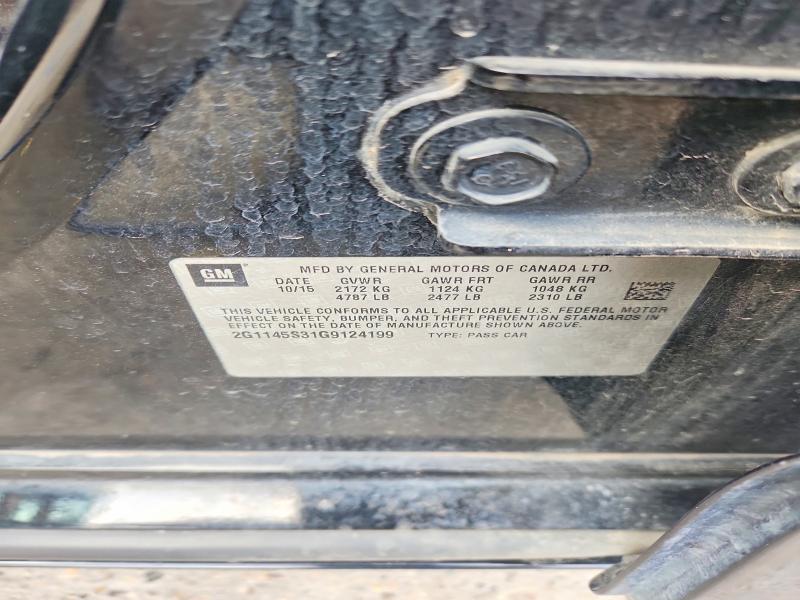 GM
MFD BY GENERAL MOTORS OF CANADA LTD.
DATE GVWR GAWR FRT GAWR RR
10/15 2172 KG 1124 KG 1048 KG
4787 LB 2477 LB 2310 LB
THIS VEHICLE CONFORMS TO ALL APPLICABLE U.S. FEDERAL MOTOR
VEHICLE SAFETY, BUMPER, AND THEFT PREVENTION STANDARDS IN
EFFECT ON THE DATE OF MANUFACTURE SHOWN ABOVE.
2G1145S31G9124199 TYPE: PASS CAR